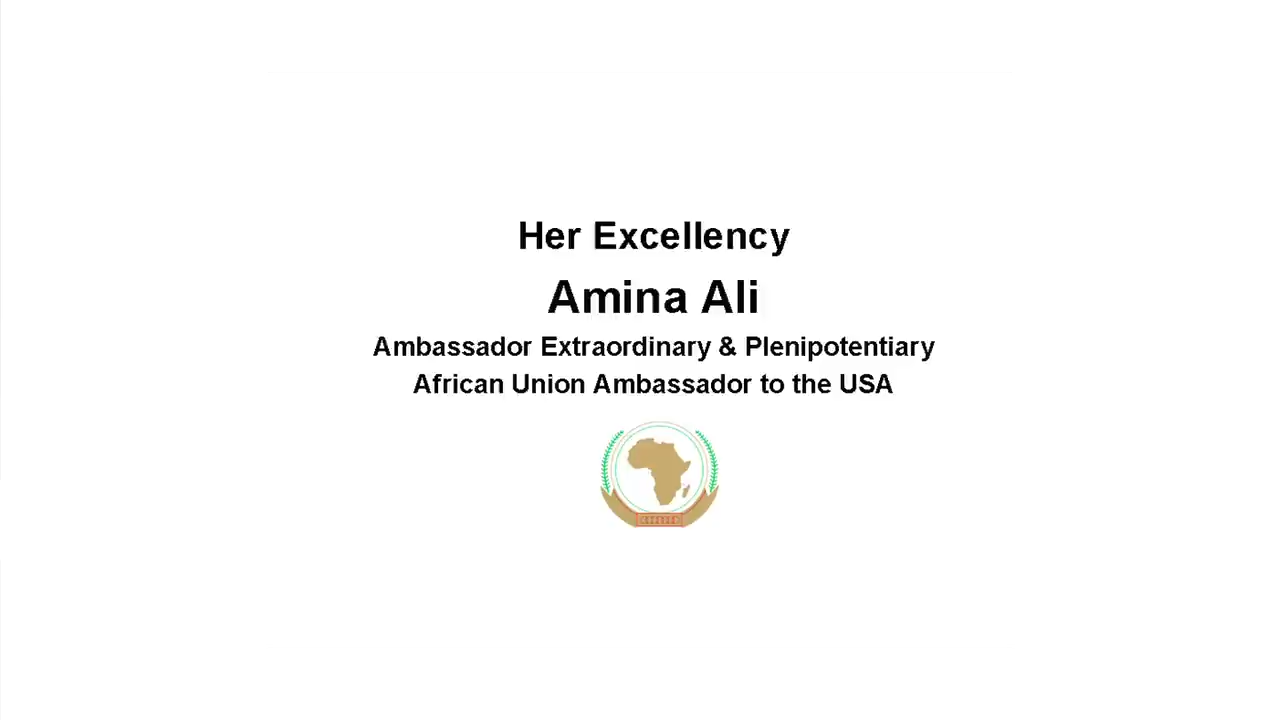 Her Excellency
Amina Ali
Ambassador Extraordinary & Plenipotentiary
African Union Ambassador to the USA